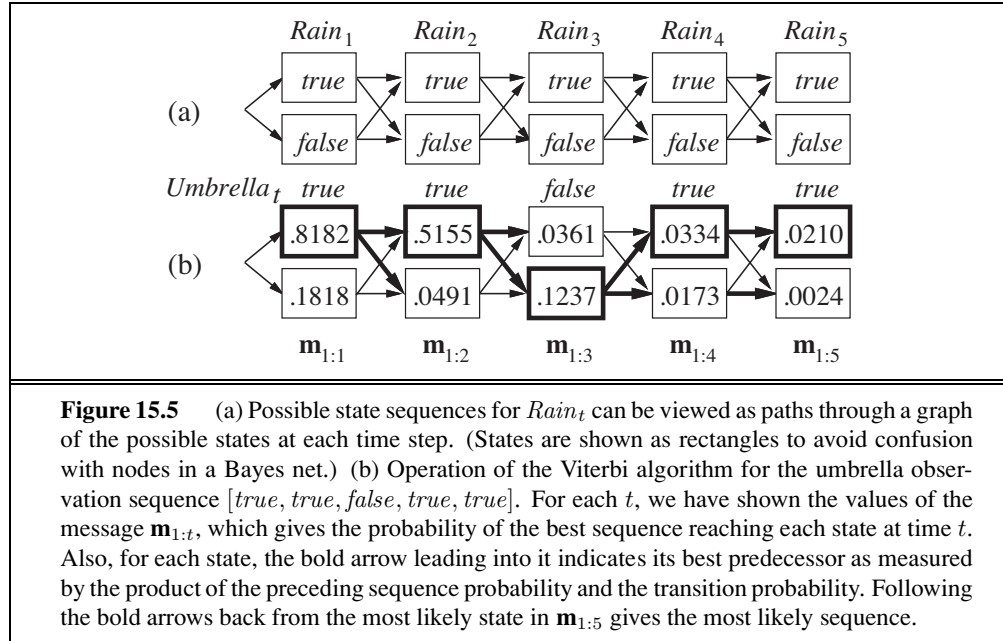 Rain₁ Rain₂ Rain₃ Rain₄ Rain₅
true true true true true
(a)
false false false false false
Umbrellaₜ true true false true true
.8182 .5155 .0361 .0334 .0210
(b)
.1818 .0491 .1237 .0173 .0024
m₁:₁ m₁:₂ m₁:₃ m₁:₄ m₁:₅
Figure 15.5 (a) Possible state sequences for Rainₜ can be viewed as paths through a graph
of the possible states at each time step. (States are shown as rectangles to avoid confusion
with nodes in a Bayes net.) (b) Operation of the Viterbi algorithm for the umbrella obser-
vation sequence [true, true, false, true, true]. For each t, we have shown the values of the
message m₁:ₜ, which gives the probability of the best sequence reaching each state at time t.
Also, for each state, the bold arrow leading into it indicates its best predecessor as measured
by the product of the preceding sequence probability and the transition probability. Following
the bold arrows back from the most likely state in m₁:₅ gives the most likely sequence.